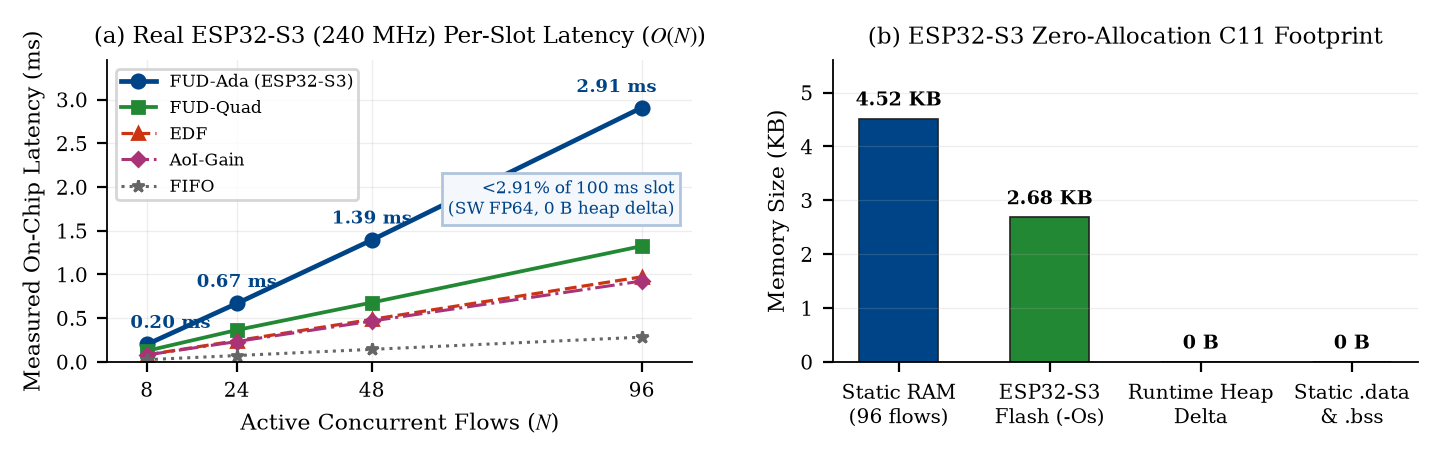 (a) Real ESP32-S3 (240 MHz) Per-Slot Latency (O(N))
Measured On-Chip Latency (ms)
3.0
2.5
2.0
1.5
1.0
0.5
0.0
FUD-Ada (ESP32-S3)
FUD-Quad
EDF
AoI-Gain
FIFO
2.91 ms
1.39 ms
0.67 ms
0.20 ms
<2.91% of 100 ms slot
(SW FP64, 0 B heap delta)
8 24 48 96
Active Concurrent Flows (N)
(b) ESP32-S3 Zero-Allocation C11 Footprint
Memory Size (KB)
5
4
3
2
1
0
4.52 KB
2.68 KB
0 B
0 B
Static RAM
(96 flows)
ESP32-S3
Flash (-Os)
Runtime Heap
Delta
Static .data
& .bss